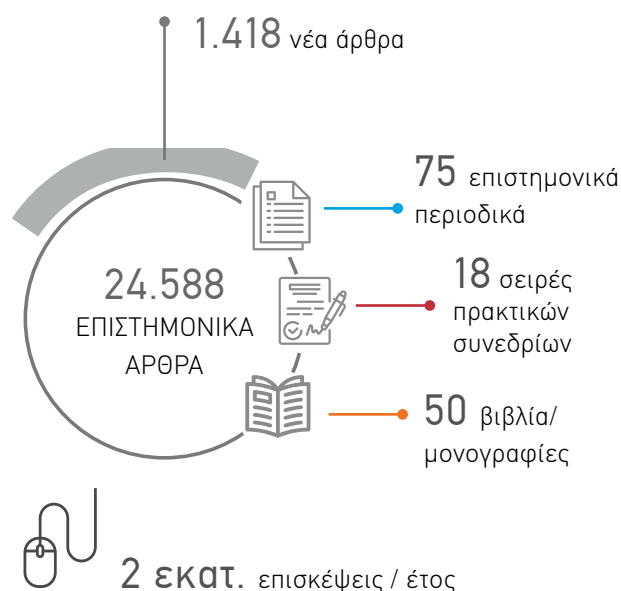 1.418 νέα άρθρα
75 επιστημονικά
περιοδικά
24.588
ΕΠΙΣΤΗΜΟΝΙΚΑ
ΑΡΘΡΑ
18 σειρές
πρακτικών
συνεδρίων
50 βιβλία/
μονογραφίες
2 εκατ. επισκέψεις / έτος